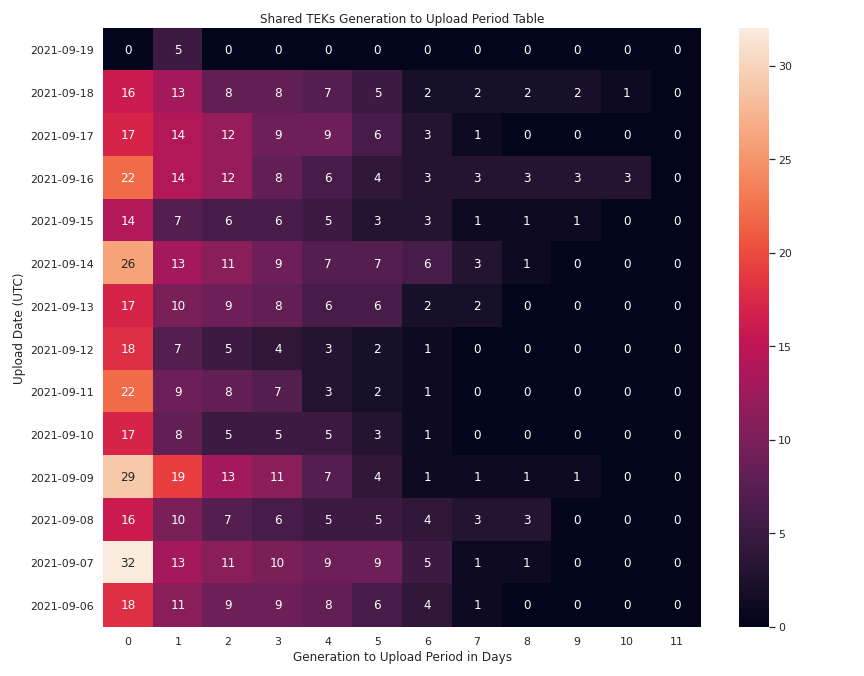 Shared TEKs Generation to Upload Period Table
Upload Date (UTC)
2021-09-19 0 5 0 0 0 0 0 0 0 0 0 0
2021-09-18 16 13 8 8 7 5 2 2 2 2 1 0
2021-09-17 17 14 12 9 9 6 3 1 0 0 0 0
2021-09-16 22 14 12 8 6 4 3 3 3 3 3 0
2021-09-15 14 7 6 6 5 3 3 1 1 1 0 0
2021-09-14 26 13 11 9 7 7 6 3 1 0 0 0
2021-09-13 17 10 9 8 6 6 2 2 0 0 0 0
2021-09-12 18 7 5 4 3 2 1 0 0 0 0 0
2021-09-11 22 9 8 7 3 2 1 0 0 0 0 0
2021-09-10 17 8 5 5 5 3 1 0 0 0 0 0
2021-09-09 29 19 13 11 7 4 1 1 1 1 0 0
2021-09-08 16 10 7 6 5 5 4 3 3 0 0 0
2021-09-07 32 13 11 10 9 9 5 1 1 0 0 0
2021-09-06 18 11 9 9 8 6 4 1 0 0 0 0
0 1 2 3 4 5 6 7 8 9 10 11
Generation to Upload Period in Days
30
25
20
15
10
5
0